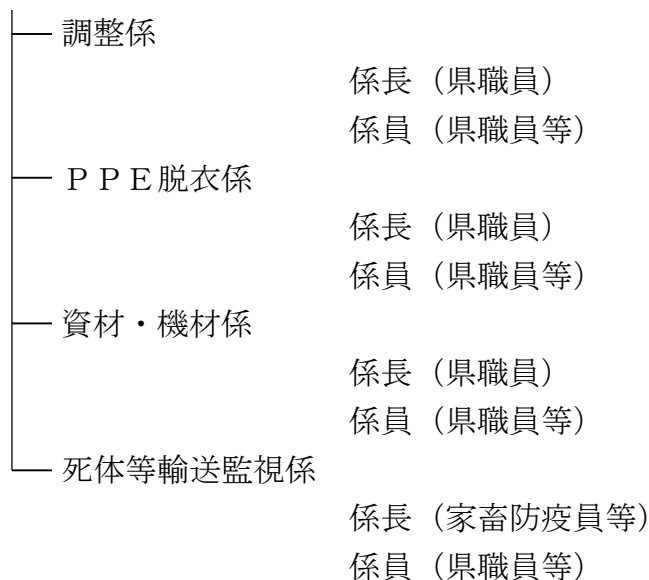 調整係
係長（県職員）
係員（県職員等）
ＰＰＥ脱衣係
係長（県職員）
係員（県職員等）
資材・機材係
係長（県職員）
係員（県職員等）
死体等輸送監視係
係長（家畜防疫員等）
係員（県職員等）